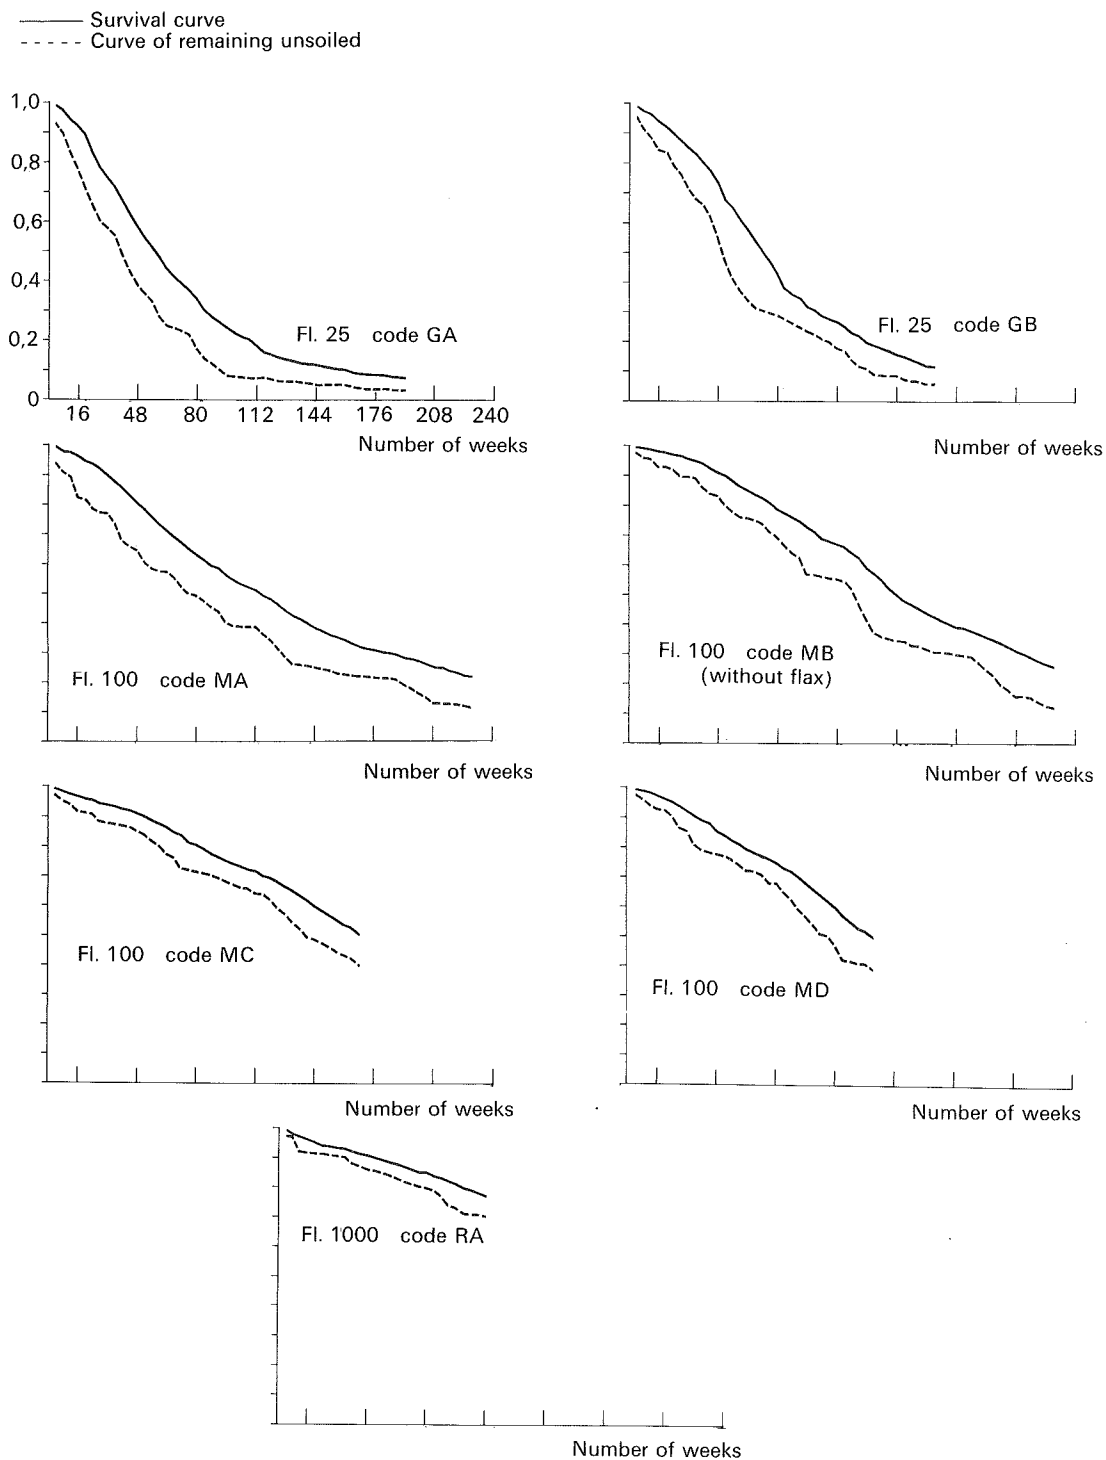 Survival curve
Curve of remaining unsoiled
1,0
0,8
0,6
0,4
0,2
0
Fl. 25 code GA
16 48 80 112 144 176 208 240
Number of weeks
Fl. 25 code GB
Number of weeks
Fl. 100 code MA
Number of weeks
Fl. 100 code MB
(without flax)
Number of weeks
Fl. 100 code MC
Number of weeks
Fl. 100 code MD
Number of weeks
Fl. 1000 code RA
Number of weeks